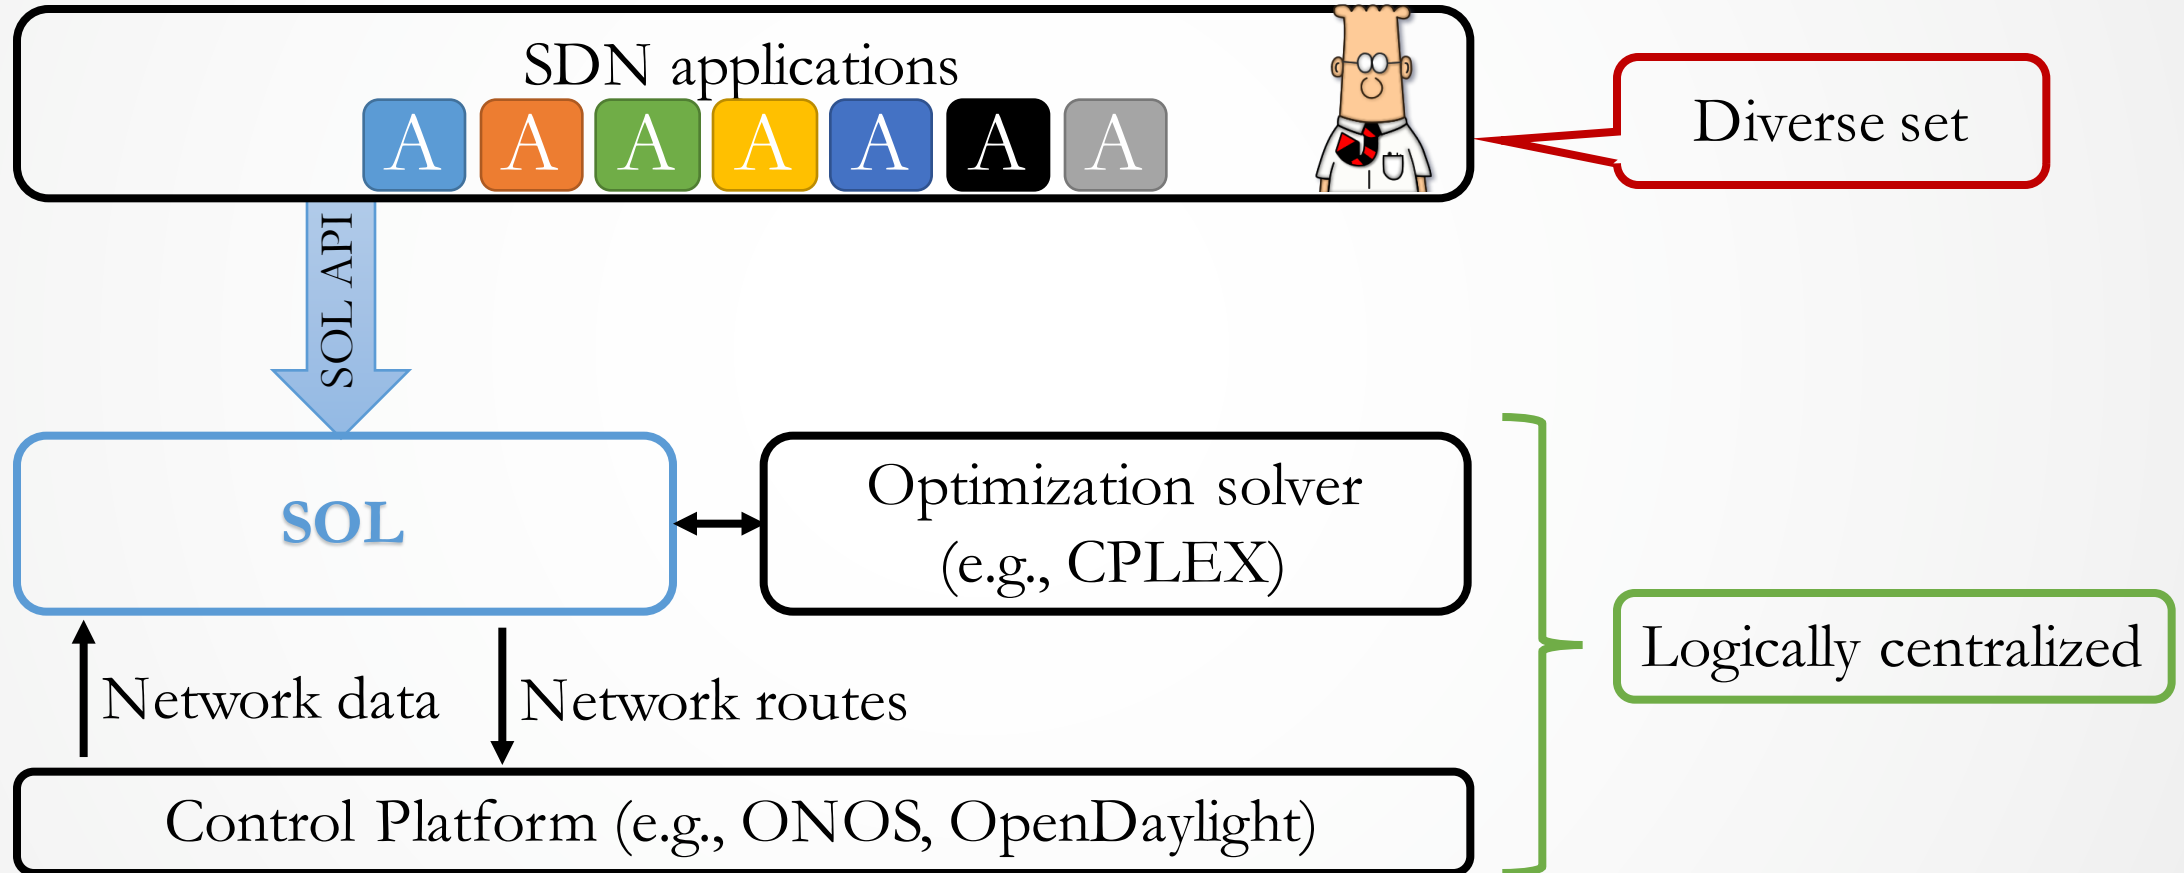 SDN applications
A A A A A A A
Diverse set
SOL API
SOL
Optimization solver
(e.g., CPLEX)
Logically centralized
Network data
Network routes
Control Platform (e.g., ONOS, OpenDaylight)